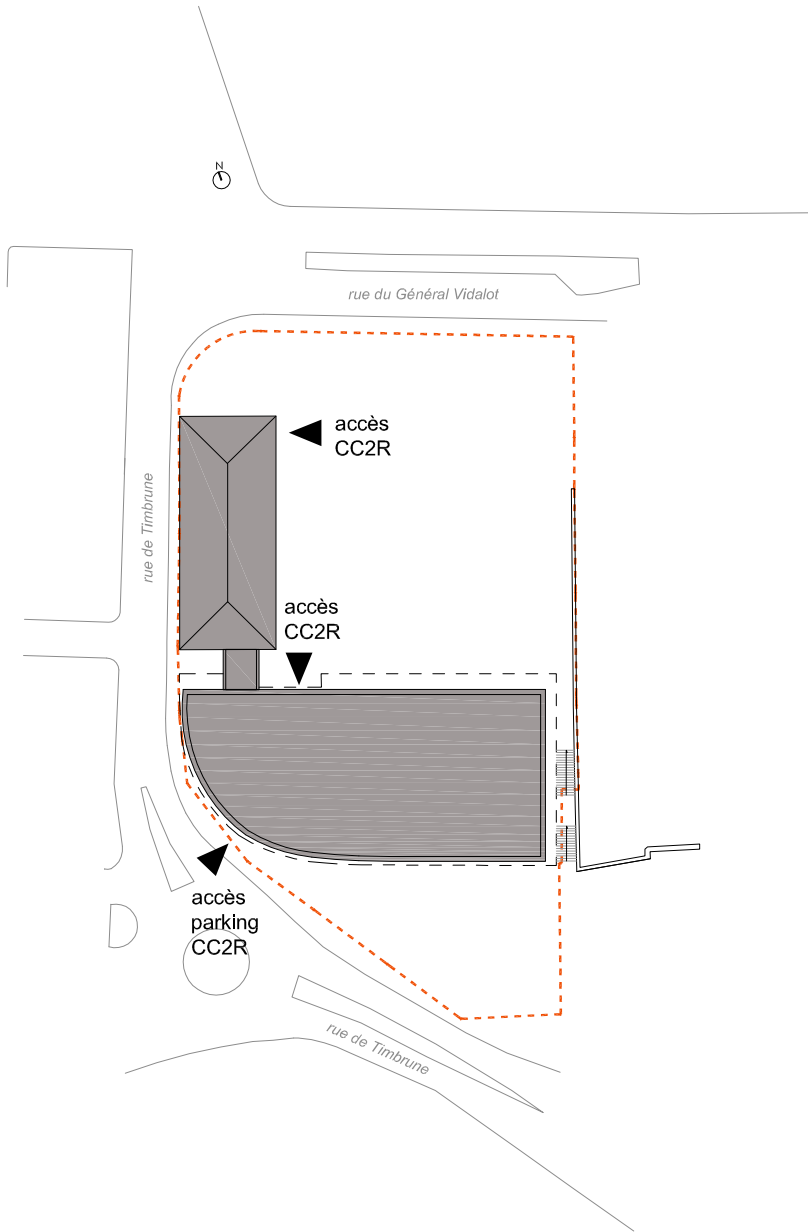 N
rue du Général Vidalot
accès
CC2R
rue de Timbrune
accès
CC2R
accès
parking
CC2R
rue de Timbrune